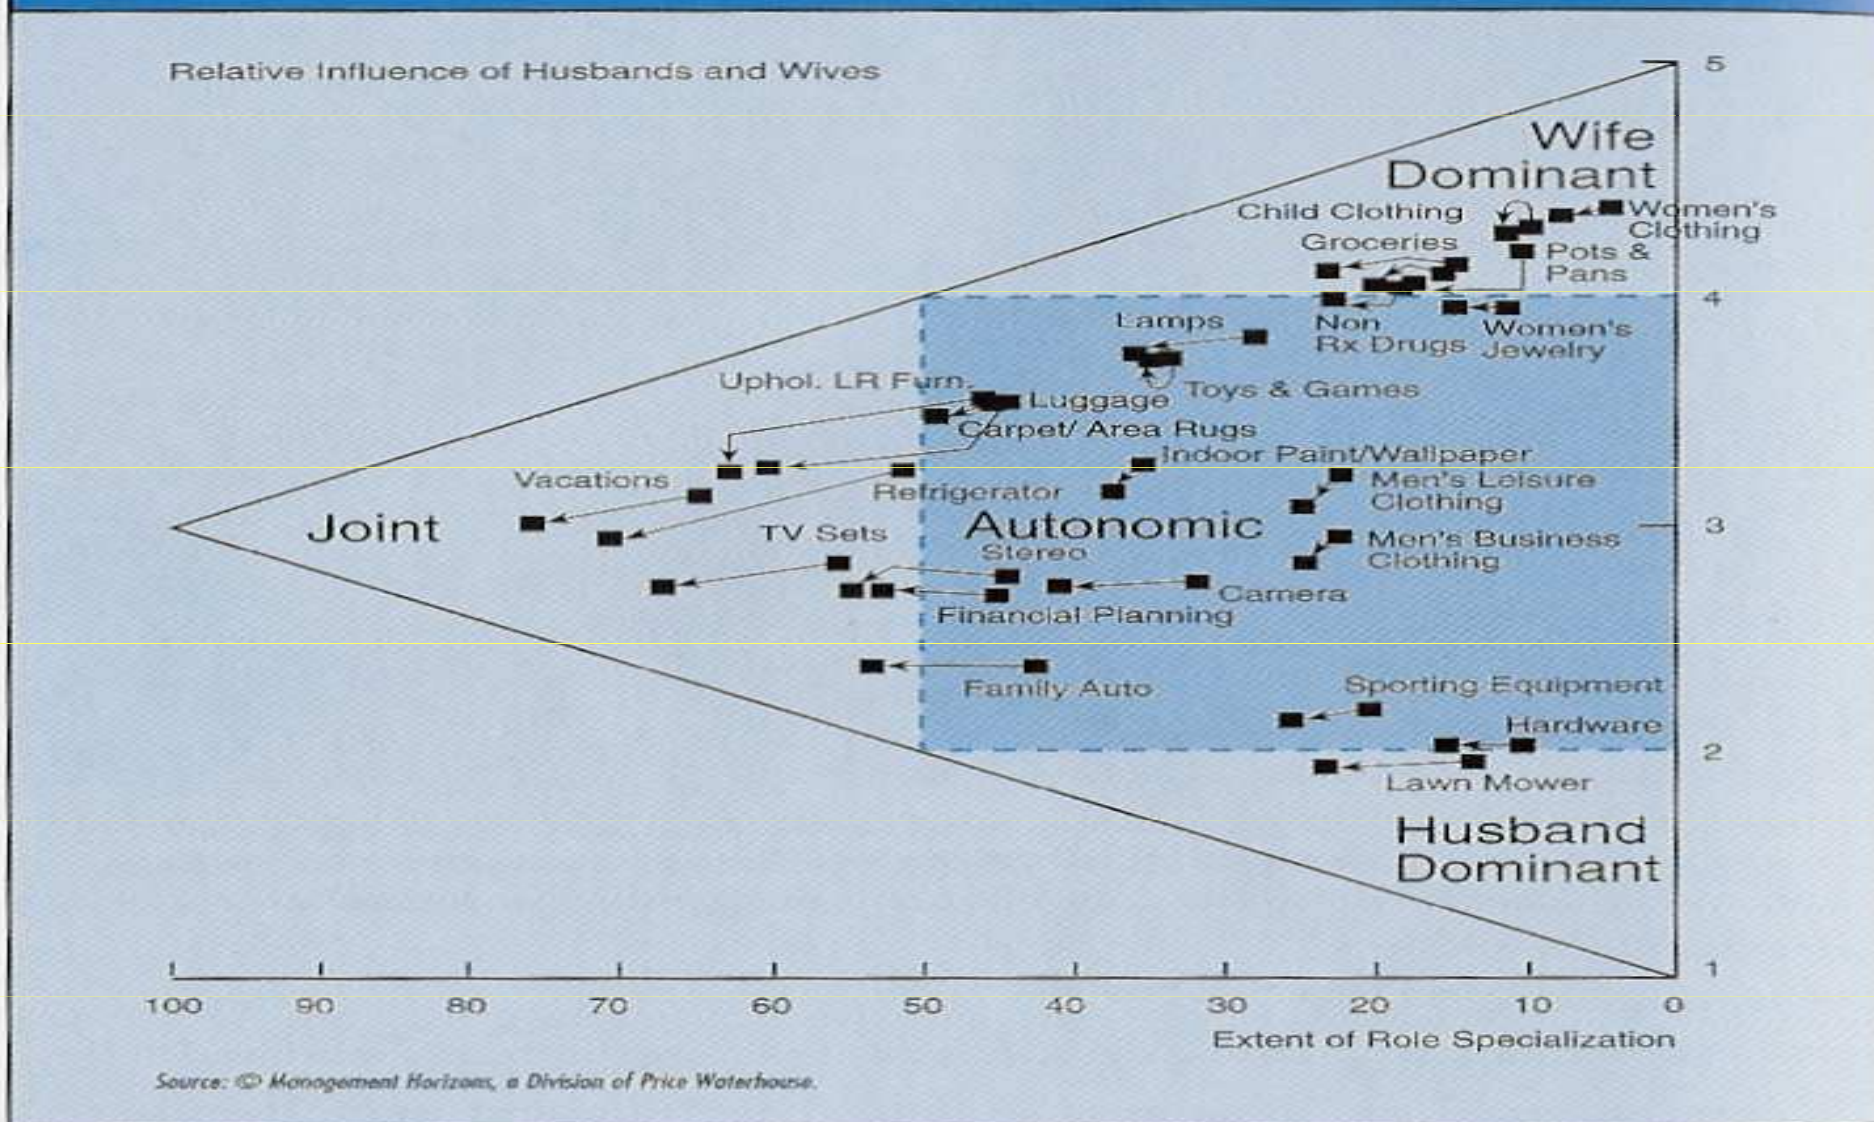 Relative Influence of Husbands and Wives
5
Wife
Dominant
Child Clothing
Women's
Clothing
Groceries
Pots &
Pans
4
Lamps
Non
Rx Drugs
Women's
Jewelry
Uphol. LR Furn.
Toys & Games
Luggage
Carpet/ Area Rugs
Indoor Paint/Wallpaper
Vacations
Refrigerator
Men's Leisure
Clothing
Joint
TV Sets
Autonomic
3
Stereo
Men's Business
Clothing
Camera
Financial Planning
Family Auto
Sporting Equipment
Hardware
2
Lawn Mower
Husband
Dominant
1
100 90 80 70 60 50 40 30 20 10 0
Extent of Role Specialization
Source: © Management Horizons, a Division of Price Waterhouse.